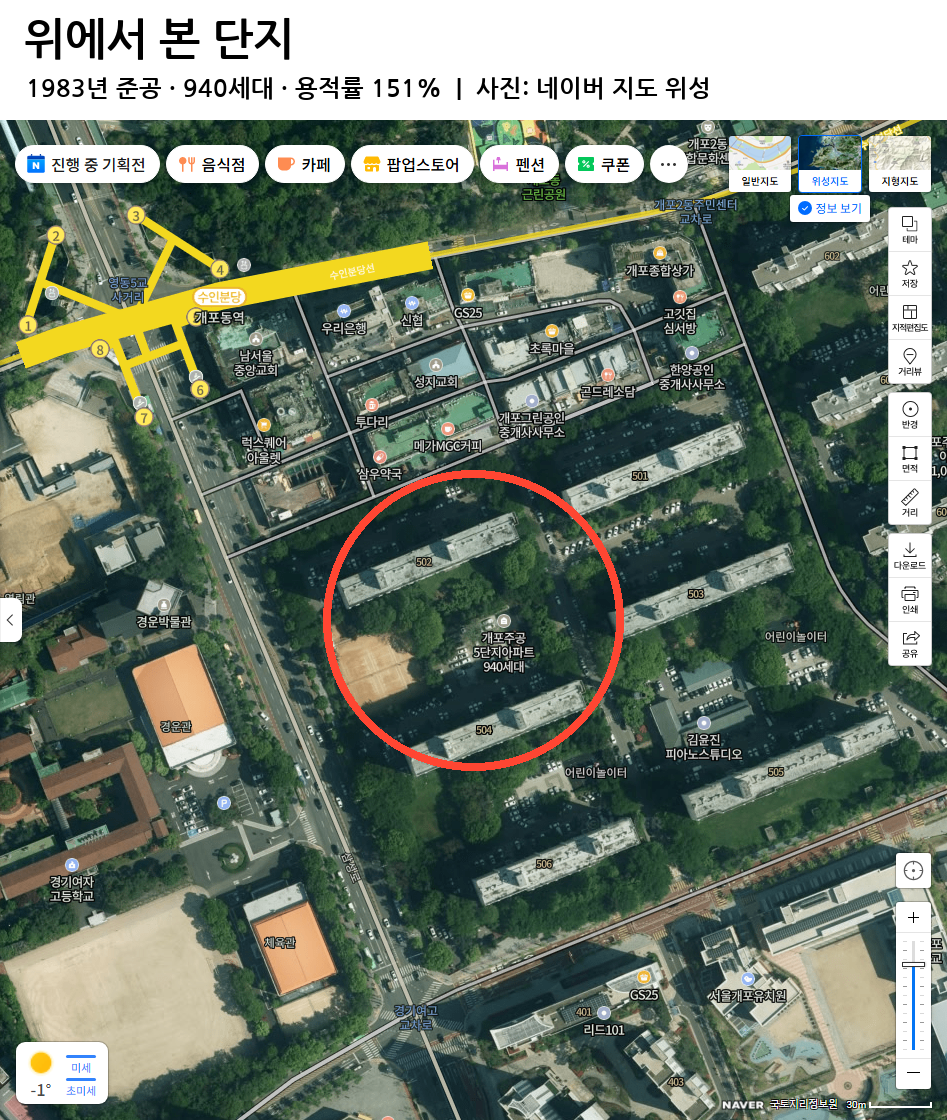 위에서 본 단지
1983년 준공 · 940세대 · 용적률 151% | 사진: 네이버 지도 위성
개포2동
진행 중 기획전
음식점
카페
팝업스토어
펜션
쿠폰
일반지도
위성지도
지형지도
근린공원
개포2동주민센터
교차로
정보 보기
3
2
4
1
8
6
7
영동5교
사거리
수인분당선
수인분당
개포동역
602
개포종합상가
테마
저장
지적편집도
거리뷰
반경
면적
거리
다운로드
인쇄
공유
우리은행
신협
GS25
고깃집
심서방
남서울
중앙교회
초록마을
성지교회
한양공인
중개사사무소
곤드레소담
투다리
개포그린공인
중개사사무소
럭스퀘어
아울렛
메가MGC커피
삼우약국
501
502
503
경운박물관
개포주공
5단지아파트
940세대
어린이놀이터
경운관
504
김윤진
피아노스튜디오
어린이놀이터
505
506
경기여자
고등학교
체육관
경기여고
교차로
GS25
401
리드101
서울개포유치원
403
-1°
미세
초미세
NAVER
국토지리정보원
30m